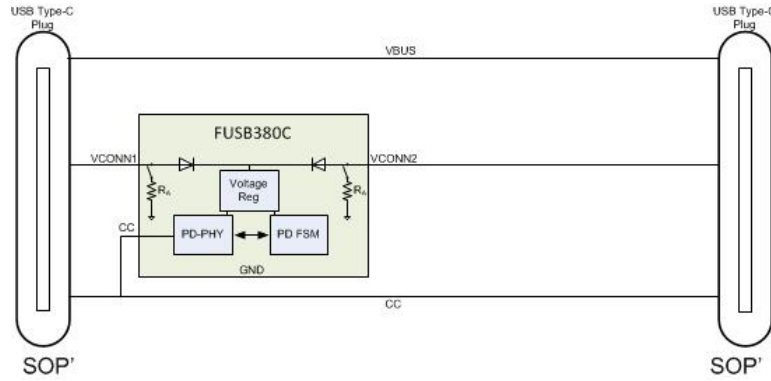 USB Type-C
Plug
USB Type-C
Plug
VBUS
FUSB380C
VCONN1
VCONN2
RA
Voltage
Reg
RA
CC
PD-PHY
PD FSM
GND
CC
SOP'
SOP'